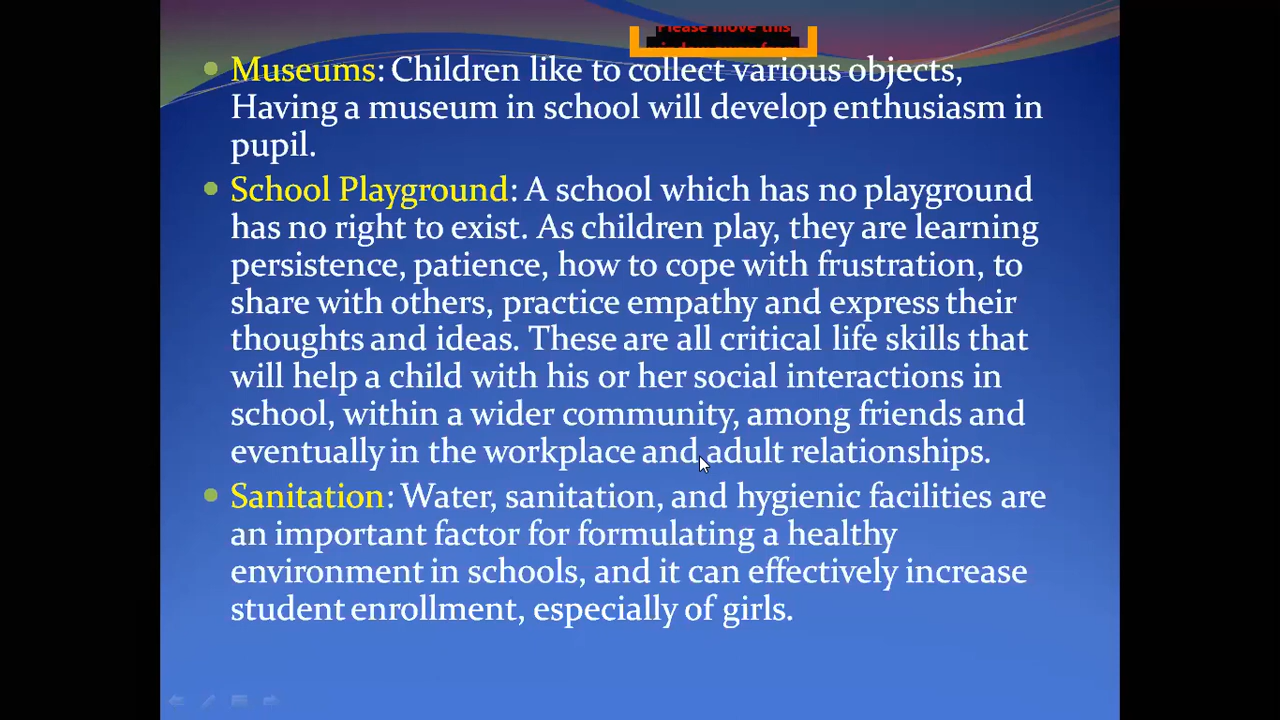 Please move this
Museums: Children like to collect various objects,
Having a museum in school will develop enthusiasm in
pupil.
School Playground: A school which has no playground
has no right to exist. As children play, they are learning
persistence, patience, how to cope with frustration, to
share with others, practice empathy and express their
thoughts and ideas. These are all critical life skills that
will help a child with his or her social interactions in
school, within a wider community, among friends and
eventually in the workplace and adult relationships.
Sanitation: Water, sanitation, and hygienic facilities are
an important factor for formulating a healthy
environment in schools, and it can effectively increase
student enrollment, especially of girls.